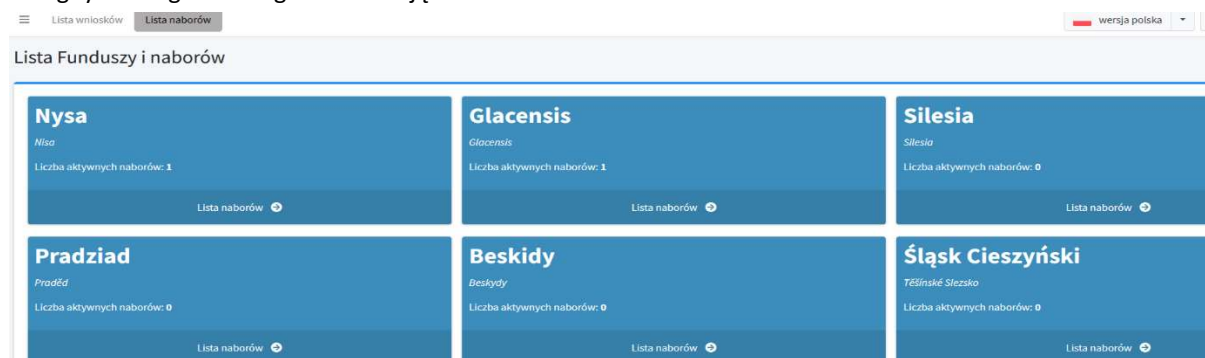 Lista wniosków Lista naborów wersja polska
Lista Funduszy i naborów
Nysa
Nisa
Liczba aktywnych naborów: 1
Lista naborów
Glacensis
Glacensis
Liczba aktywnych naborów: 1
Lista naborów
Silesia
Silesia
Liczba aktywnych naborów: 0
Lista naborów
Pradziad
Praděd
Liczba aktywnych naborów: 0
Lista naborów
Beskidy
Beskydy
Liczba aktywnych naborów: 0
Lista naborów
Śląsk Cieszyński
Těšínské Slezsko
Liczba aktywnych naborów: 0
Lista naborów